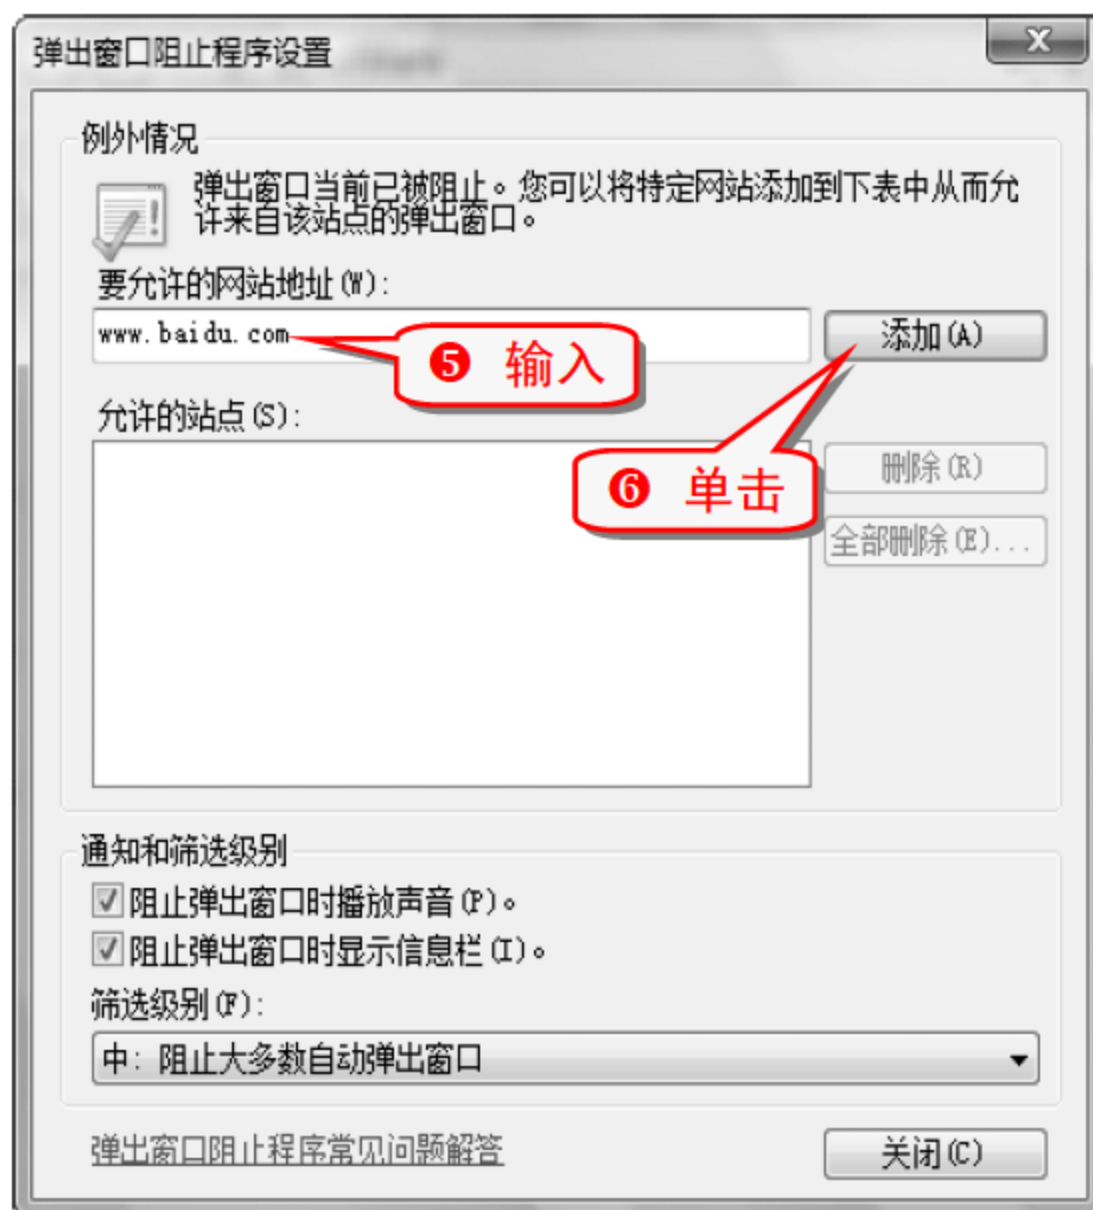 弹出窗口阻止程序设置
X
例外情况
弹出窗口当前已被阻止。您可以将特定网站添加到下表中从而允
许来自该站点的弹出窗口。
要允许的网站地址(W):
www.baidu.com
❺ 输入
添加(A)
允许的站点(S):
❻ 单击
删除(R)
全部删除(E)...
通知和筛选级别
阻止弹出窗口时播放声音(P)。
阻止弹出窗口时显示信息栏(I)。
筛选级别(F):
中: 阻止大多数自动弹出窗口
弹出窗口阻止程序常见问题解答
关闭(C)